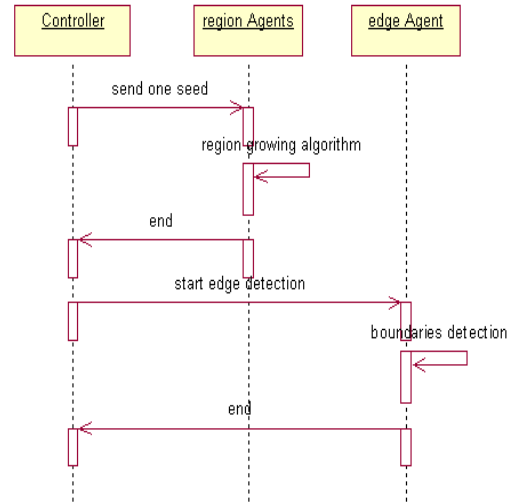 Controller
region Agents
edge Agent
send one seed
region growing algorithm
end
start edge detection
boundaries detection
end